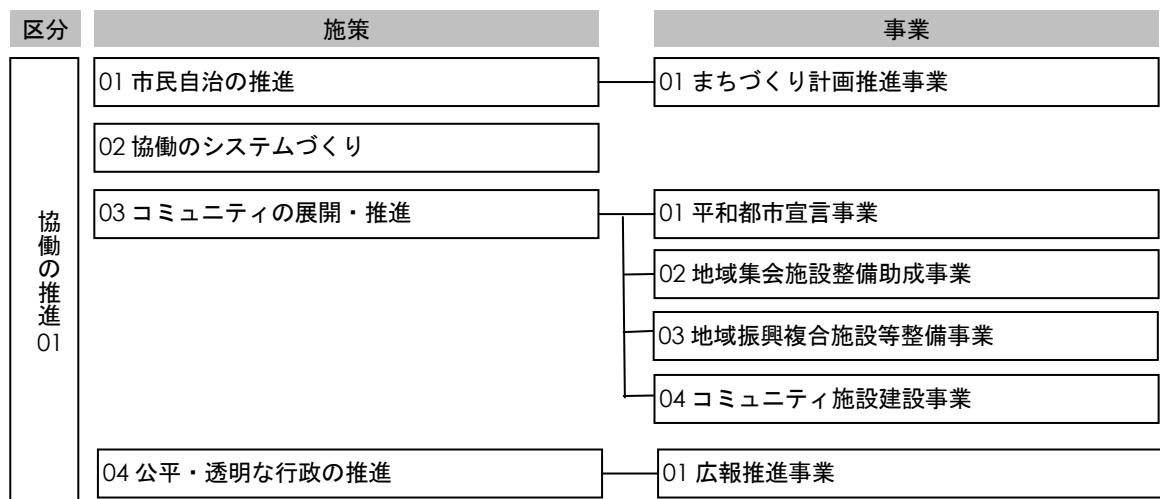 区分
施策
事業
協働の推進01
01 市民自治の推進
01 まちづくり計画推進事業
02 協働のシステムづくり
03 コミュニティの展開・推進
01 平和都市宣言事業
02 地域集会施設整備助成事業
03 地域振興複合施設等整備事業
04 コミュニティ施設建設事業
04 公平・透明な行政の推進
01 広報推進事業